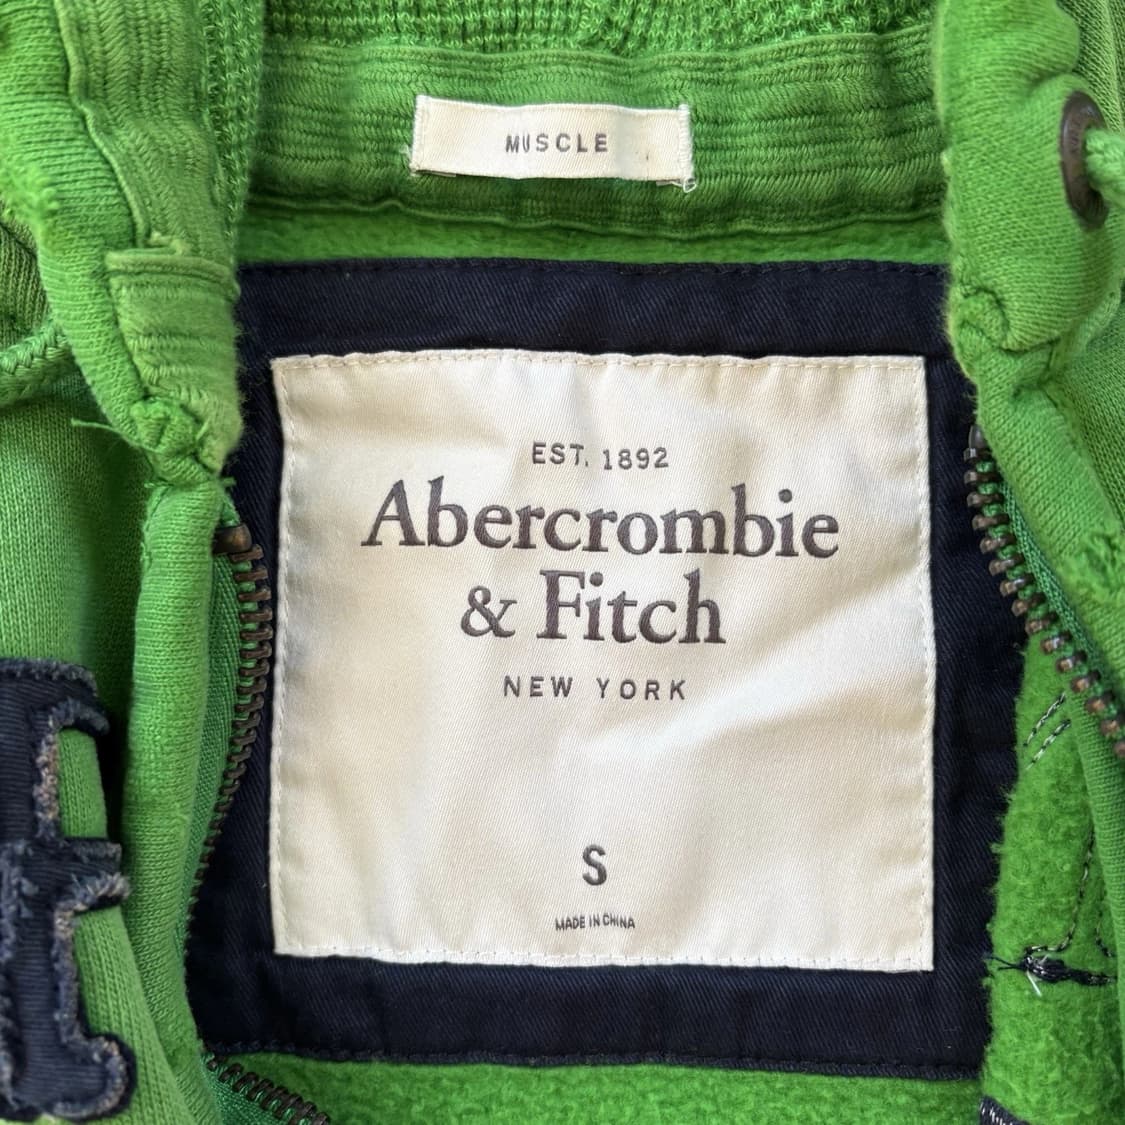 MUSCLE
EST. 1892
Abercrombie
& Fitch
NEW YORK
S
MADE IN CHINA